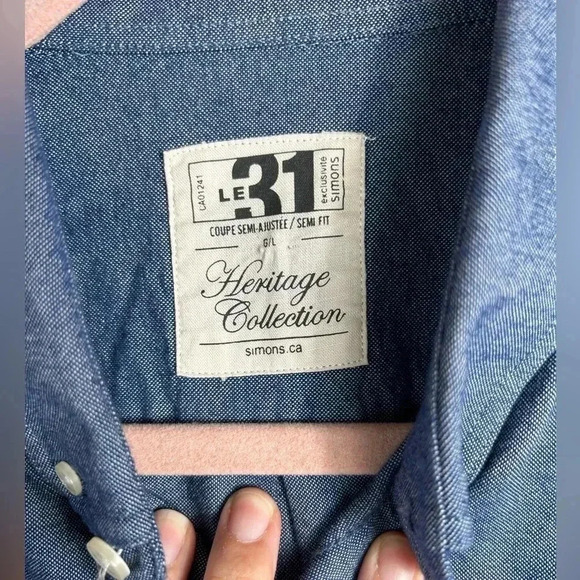 CA01241
LE 31
exclusivité
simons
COUPE SEMI-AJUSTÉE / SEMI FIT
G/L
Heritage
Collection
simons.ca